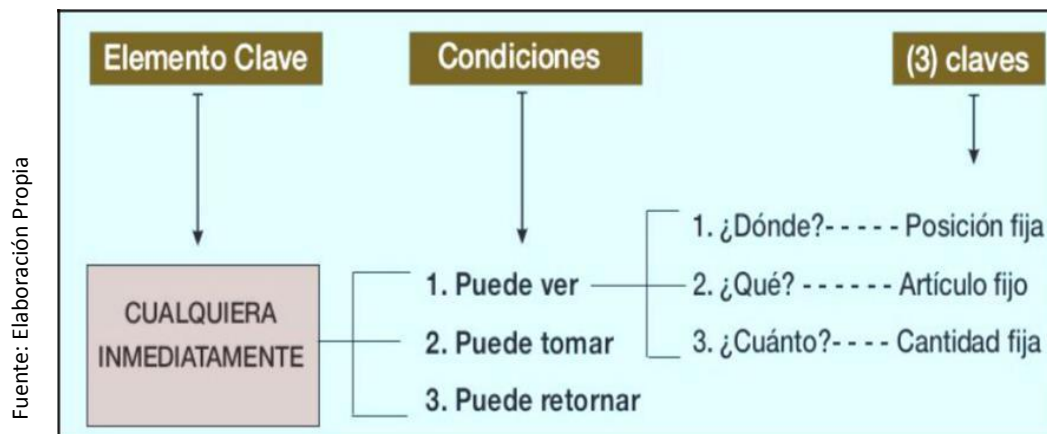 Fuente: Elaboración Propia
Elemento Clave
Condiciones
(3) claves
CUALQUIERA
INMEDIATAMENTE
1. Puede ver
2. Puede tomar
3. Puede retornar
1. ¿Dónde?- - - - - Posición fija
2. ¿Qué? - - - - - - Artículo fijo
3. ¿Cuánto?- - - - Cantidad fija